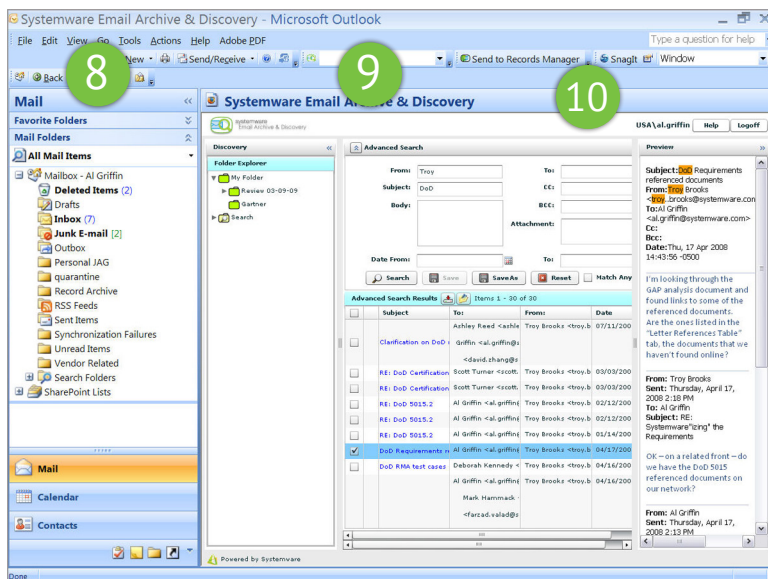 Systemware Email Archive & Discovery - Microsoft Outlook
File Edit View Go Tools Actions Help Adobe PDF
Type a question for help
New Send/Receive Send to Records Manager SnagIt Window
Back
8
9
10
Mail
Systemware Email Archive & Discovery
Favorite Folders
Mail Folders
All Mail Items
Mailbox - Al Griffin
Deleted Items (2)
Drafts
Inbox (7)
Junk E-mail [2]
Outbox
Personal JAG
quarantine
Record Archive
RSS Feeds
Sent Items
Synchronization Failures
Unread Items
Vendor Related
Search Folders
SharePoint Lists
Mail
Calendar
Contacts
systemware
Email Archive & Discovery
USA\al.griffin Help Logoff
Discovery
Folder Explorer
My Folder
Review 03-09-09
Gartner
Search
Advanced Search
From: Troy To:
Subject: DoD CC:
Body: BCC:
Attachment:
Date From: To:
Search Save Save As Reset Match Any
Advanced Search Results Items 1 - 30 of 30
Subject To: From: Date
Ashley Reed <ashle Troy Brooks <troy.b 07/11/200
Clarification on DoD Griffin <al.griffin@s
<david.zhang@s
RE: DoD Certification Scott Turner <scott. Troy Brooks <troy.b 03/03/200
RE: DoD Certification Scott Turner <scott. Troy Brooks <troy.b 03/03/200
RE: DoD 5015.2 Al Griffin <al.griffin@ Troy Brooks <troy.b 02/12/200
RE: DoD 5015.2 Al Griffin <al.griffin@ Troy Brooks <troy.b 02/12/200
RE: DoD 5015.2 Al Griffin <al.griffin@ Troy Brooks <troy.b 01/14/200
DoD Requirements r Al Griffin <al.griffin@ Troy Brooks <troy.b 04/17/200
DoD RMA test cases Deborah Kennedy < Troy Brooks <troy.b 04/16/200
Al Griffin <al.griffin@ Troy Brooks <troy.b 04/16/200
Mark Hammack
<farzad.valad@s
Preview
Subject:DoD Requirements
referenced documents
From:Troy Brooks
<troy.brooks@systemware.com
To:Al Griffin
<al.griffin@systemware.com>
Cc:
Bcc:
Date:Thu, 17 Apr 2008
14:43:56 -0500
I'm looking through the
GAP analysis document and
found links to some of the
referenced documents.
Are the ones listed in the
"Letter References Table"
tab, the documents that we
haven't found online?
From: Troy Brooks
Sent: Thursday, April 17,
2008 2:18 PM
To: Al Griffin
Subject: RE:
Systemware"izing" the
Requirements
OK – on a related front – do
we have the DoD 5015
referenced documents on
our network?
From: Al Griffin
Sent: Thursday, April 17,
2008 2:13 PM
Powered by Systemware
Done